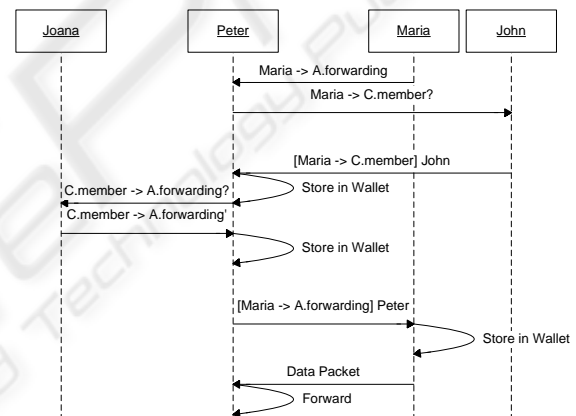 Joana
Peter
Maria
John
Maria -> A.forwarding
Maria -> C.member?
[Maria -> C.member] John
Store in Wallet
C.member -> A.forwarding?
C.member -> A.forwarding'
Store in Wallet
[Maria -> A.forwarding] Peter
Store in Wallet
Data Packet
Forward